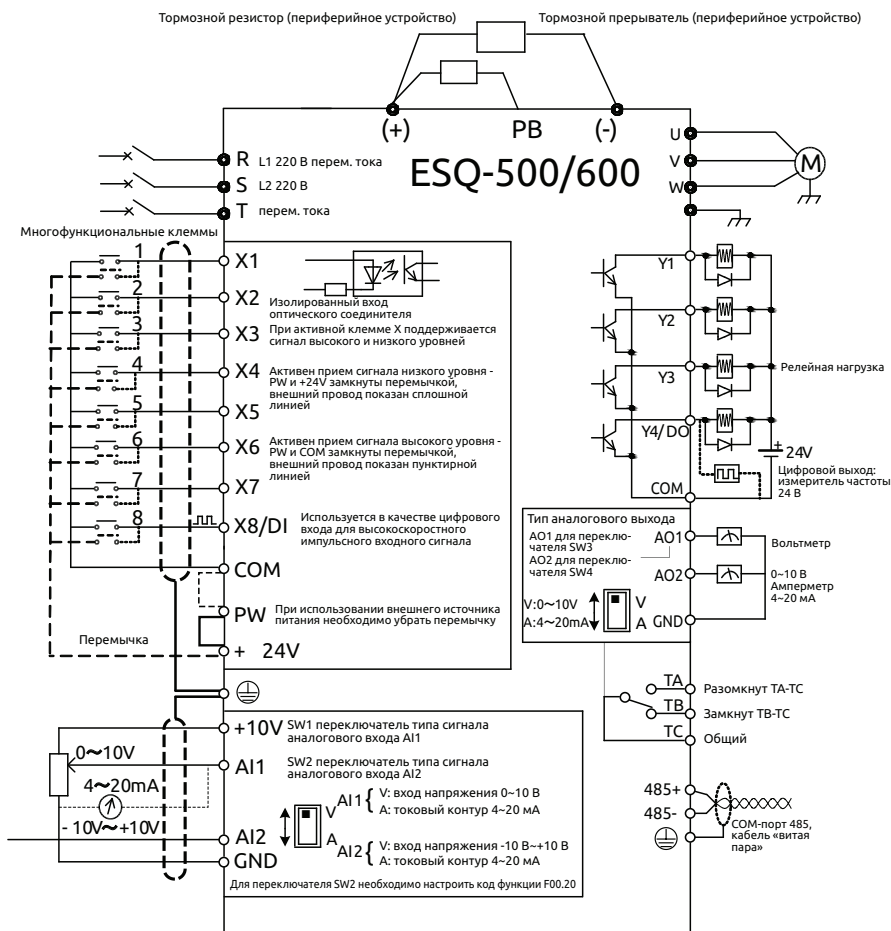 Тормозной резистор (периферийное устройство)
Тормозной прерыватель (периферийное устройство)
(+)
PB
(-)
ESQ-500/600
R L1 220 В перем. тока
S L2 220 В
T перем. тока
U
V
W
M
Многофункциональные клеммы
1
X1
2
X2
Изолированный вход
оптического соединителя
3
X3
При активной клемме X поддерживается
сигнал высокого и низкого уровней
4
X4
Активен прием сигнала низкого уровня -
PW и +24V замкнуты перемычкой,
внешний провод показан сплошной
линией
5
X5
6
X6
Активен прием сигнала высокого уровня -
PW и COM замкнуты перемычкой,
внешний провод показан пунктирной
линией
7
X7
8
X8/DI
Используется в качестве цифрового
входа для высокоскоростного
импульсного входного сигнала
COM
PW
При использовании внешнего источника
питания необходимо убрать перемычку
Перемычка
+ 24V
Y1
Y2
Y3
Релейная нагрузка
Y4/DO
+
24V
COM
Цифровой выход:
измеритель частоты
24 В
Тип аналогового выхода
AO1 для переклю-
чателя SW3
AO2 для переклю-
чателя SW4
AO1
AO2
GND
V:0~10V
A:4~20mA
V
A
Вольтметр
0~10 В
Амперметр
4~20 мА
TA
Разомкнут TA-TC
TB
Замкнут TB-TC
TC
Общий
485+
485-
COM-порт 485,
кабель «витая
пара»
+10V
SW1 переключатель типа сигнала
аналогового входа AI1
0~10V
AI1
SW2 переключатель типа сигнала
аналогового входа AI2
4~20mA
V
A
AI1 { V: вход напряжения 0~10 В
A: токовый контур 4~20 мА
- 10V~+10V
AI2
AI2 { V: вход напряжения -10 В~+10 В
A: токовый контур 4~20 мА
GND
Для переключателя SW2 необходимо настроить код функции F00.20